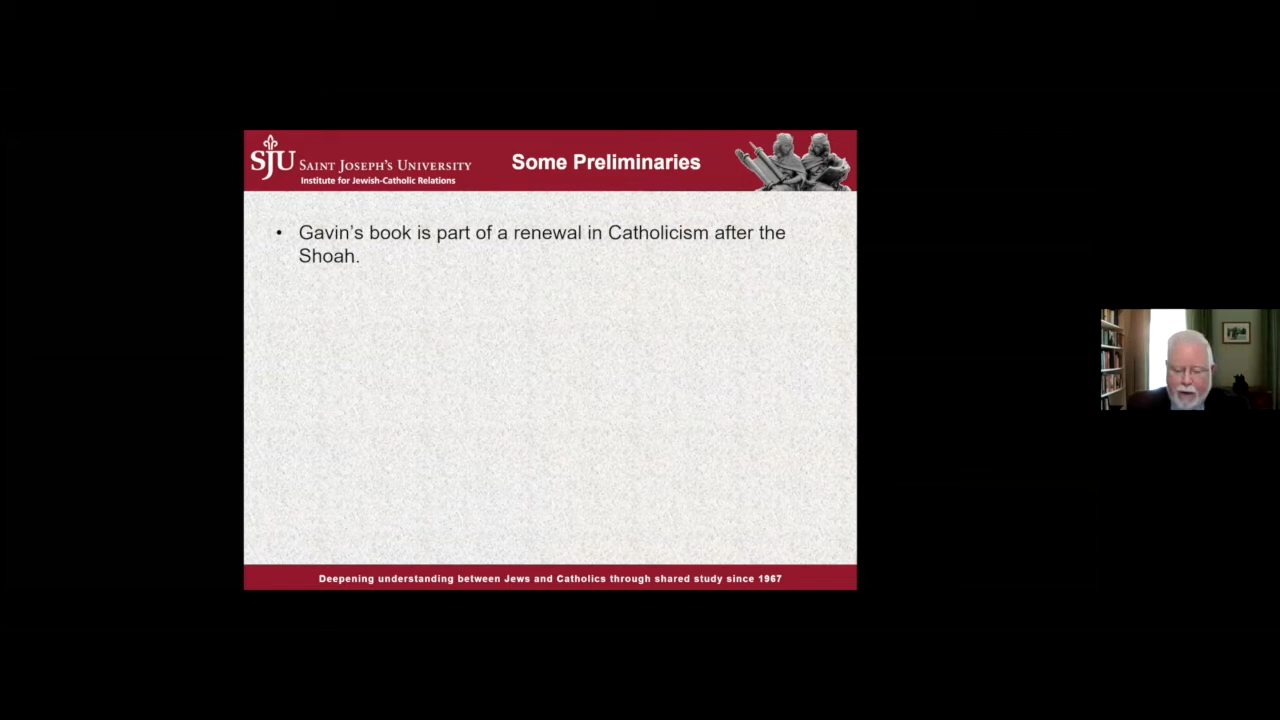 SJU SAINT JOSEPH'S UNIVERSITY
Institute for Jewish-Catholic Relations
Some Preliminaries
• Gavin's book is part of a renewal in Catholicism after the
Shoah.
Deepening understanding between Jews and Catholics through shared study since 1967